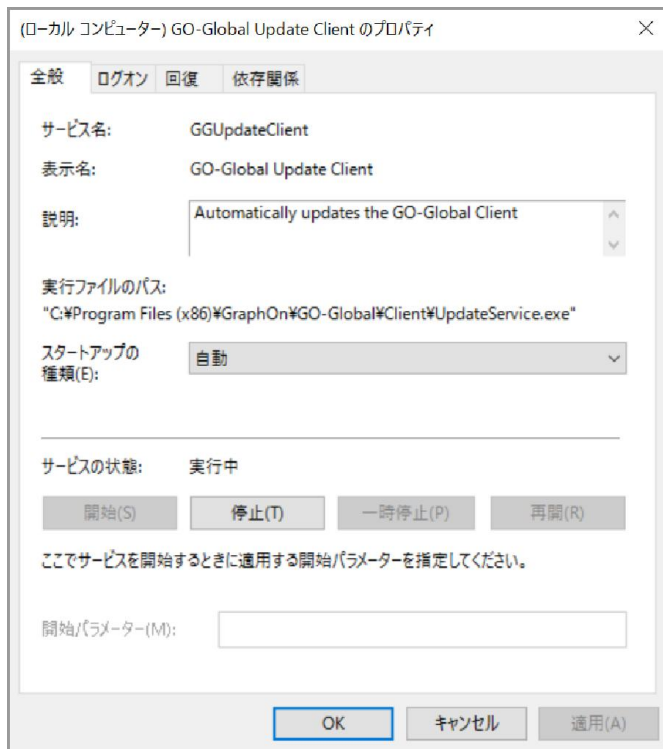 (ローカル コンピューター) GO-Global Update Client のプロパティ
全般 ログオン 回復 依存関係
サービス名: GGUpdateClient
表示名: GO-Global Update Client
説明: Automatically updates the GO-Global Client
実行ファイルのパス:
"C:¥Program Files (x86)¥GraphOn¥GO-Global¥Client¥UpdateService.exe"
スタートアップの
種類(E): 自動
サービスの状態: 実行中
開始(S) 停止(T) 一時停止(P) 再開(R)
ここでサービスを開始するときに適用する開始パラメーターを指定してください。
開始パラメーター(M):
OK キャンセル 適用(A)